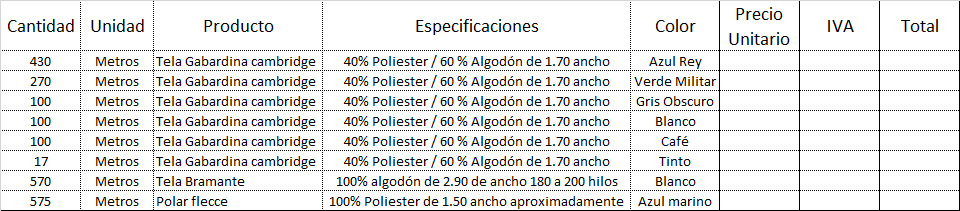 Cantidad Unidad Producto Especificaciones Color Precio Unitario IVA Total
430 Metros Tela Gabardina cambridge 40% Poliester / 60 % Algodón de 1.70 ancho Azul Rey
270 Metros Tela Gabardina cambridge 40% Poliester / 60 % Algodón de 1.70 ancho Verde Militar
100 Metros Tela Gabardina cambridge 40% Poliester / 60 % Algodón de 1.70 ancho Gris Obscuro
100 Metros Tela Gabardina cambridge 40% Poliester / 60 % Algodón de 1.70 ancho Blanco
100 Metros Tela Gabardina cambridge 40% Poliester / 60 % Algodón de 1.70 ancho Café
17 Metros Tela Gabardina cambridge 40% Poliester / 60 % Algodón de 1.70 ancho Tinto
570 Metros Tela Bramante 100% algodón de 2.90 de ancho 180 a 200 hilos Blanco
575 Metros Polar flecce 100% Poliester de 1.50 ancho aproximadamente Azul marino